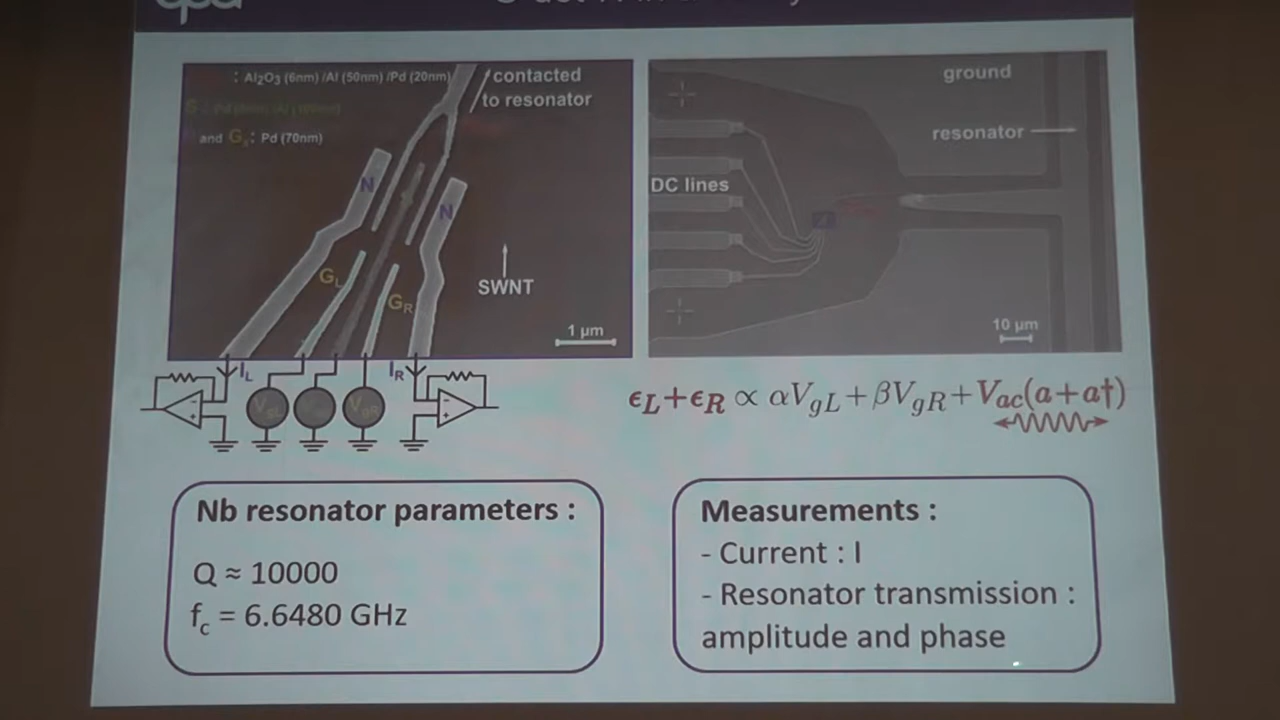 : Al₂O₃ (6nm) /Al (50nm) /Pd (20nm)
and G : Pd (70nm)
contacted
to resonator
N
N
G_L
G_R
SWNT
1 μm
I_L
I_R
ground
resonator
DC lines
10 μm
ϵ_L+ϵ_R ∝ αV_gL+βV_gR+V_ac(a+a†)
Nb resonator parameters :
Q ≈ 10000
f_c = 6.6480 GHz
Measurements :
- Current : I
- Resonator transmission :
amplitude and phase